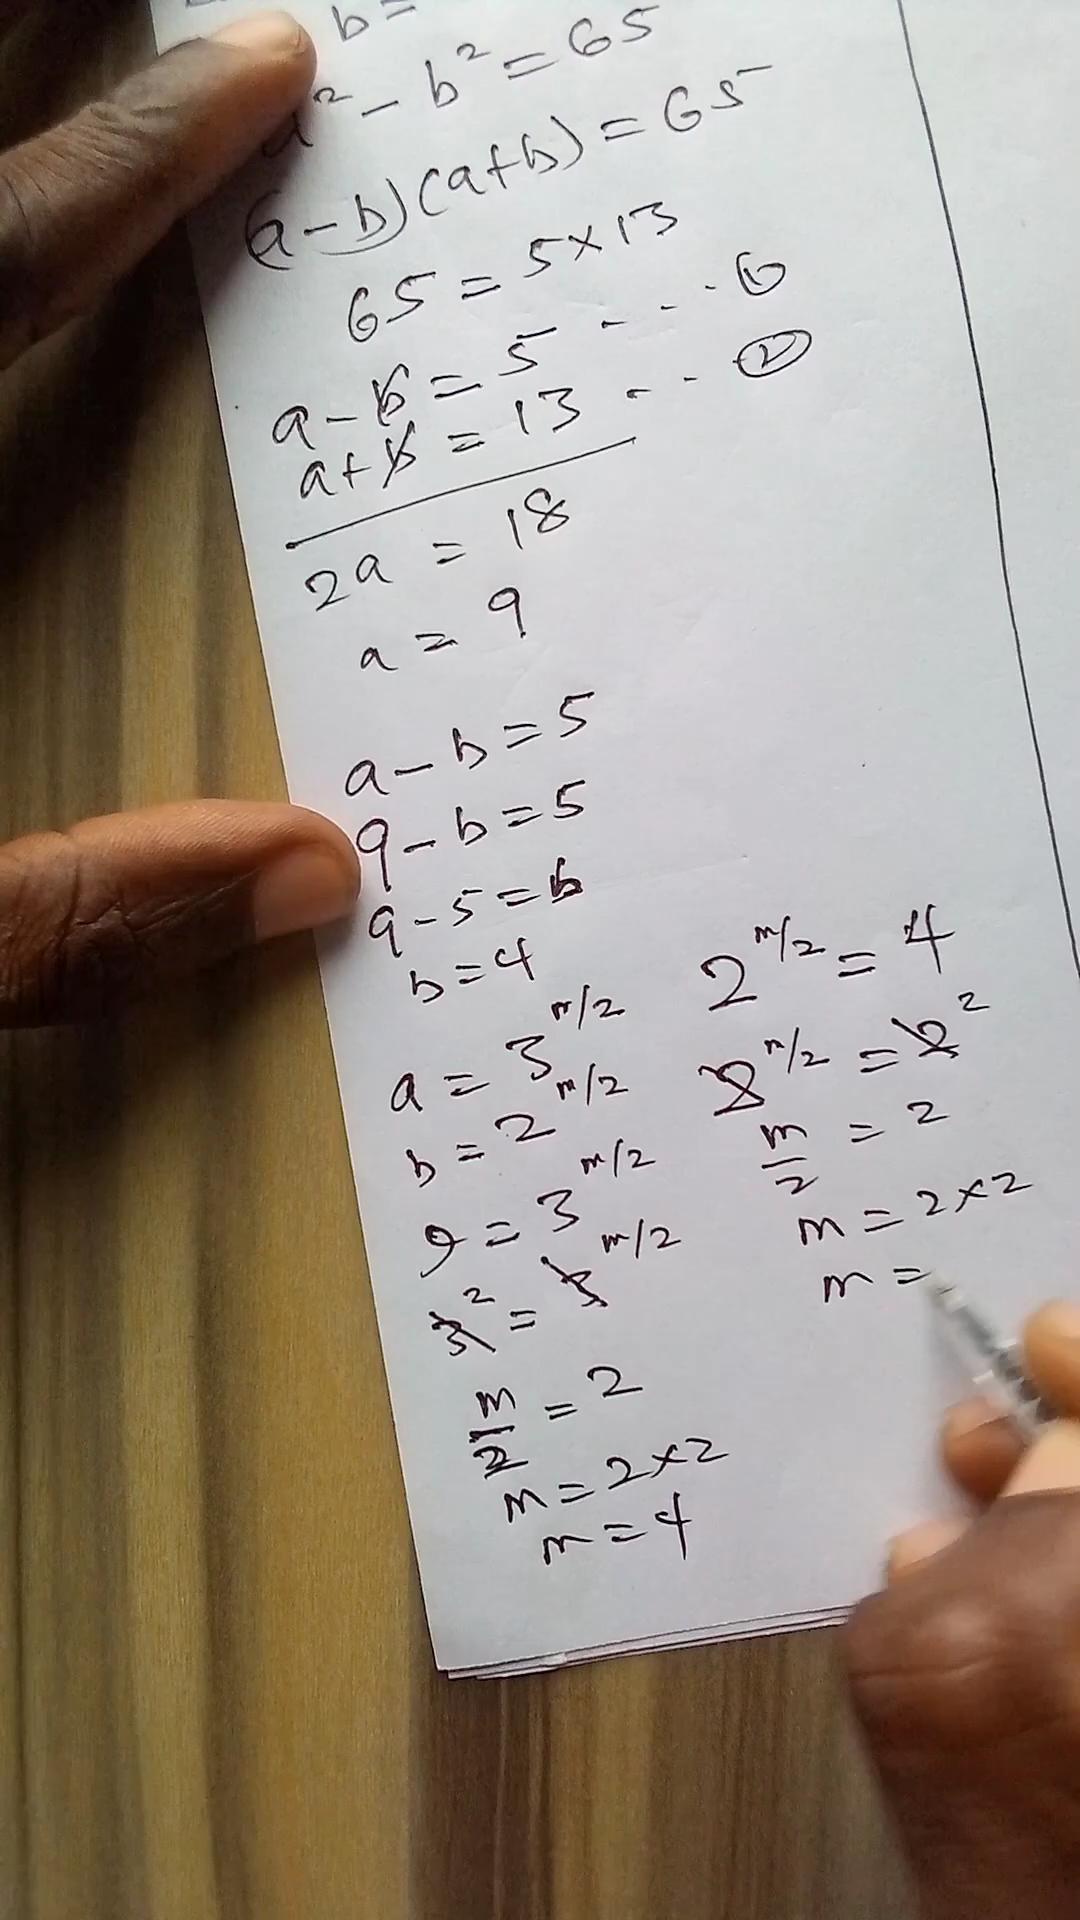 b =
a² - b² = 65
(a-b)(a+b) = 65
65 = 5×13
a - b = 5 - - - ①
a + b = 13 - - - ②
2a = 18
a = 9
a - b = 5
9 - b = 5
9 - 5 = b
b = 4
a = 3^m/2
b = 2^m/2
9 = 3^m/2
3² = 3^m/2
m/2 = 2
m = 2×2
m = 4
2^m/2 = 4
2^m/2 = 2²
m/2 = 2
m = 2×2
m =